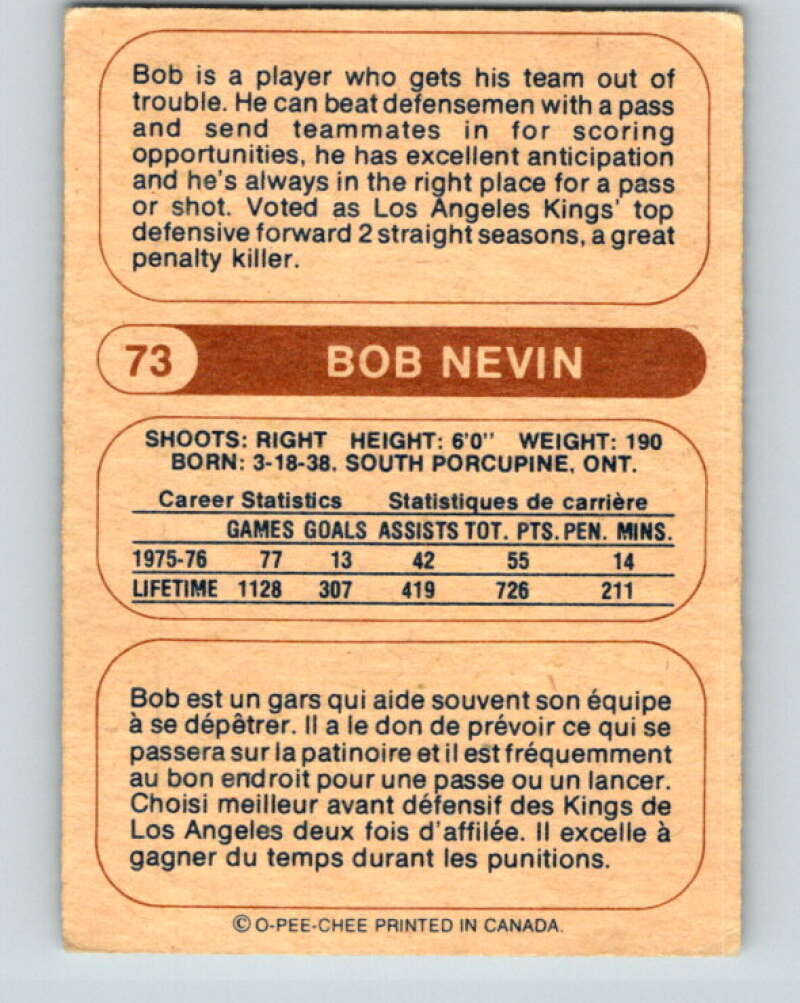 Bob is a player who gets his team out of
trouble. He can beat defensemen with a pass
and send teammates in for scoring
opportunities, he has excellent anticipation
and he's always in the right place for a pass
or shot. Voted as Los Angeles Kings' top
defensive forward 2 straight seasons, a great
penalty killer.
73 BOB NEVIN
SHOOTS: RIGHT HEIGHT: 6'0" WEIGHT: 190
BORN: 3-18-38. SOUTH PORCUPINE, ONT.
Career Statistics Statistiques de carrière
GAMES GOALS ASSISTS TOT. PTS. PEN. MINS.
1975-76 77 13 42 55 14
LIFETIME 1128 307 419 726 211
Bob est un gars qui aide souvent son équipe
à se dépêtrer. Il a le don de prévoir ce qui se
passera sur la patinoire et il est fréquemment
au bon endroit pour une passe ou un lancer.
Choisi meilleur avant défensif des Kings de
Los Angeles deux fois d'affilée. Il excelle à
gagner du temps durant les punitions.
© O-PEE-CHEE PRINTED IN CANADA.